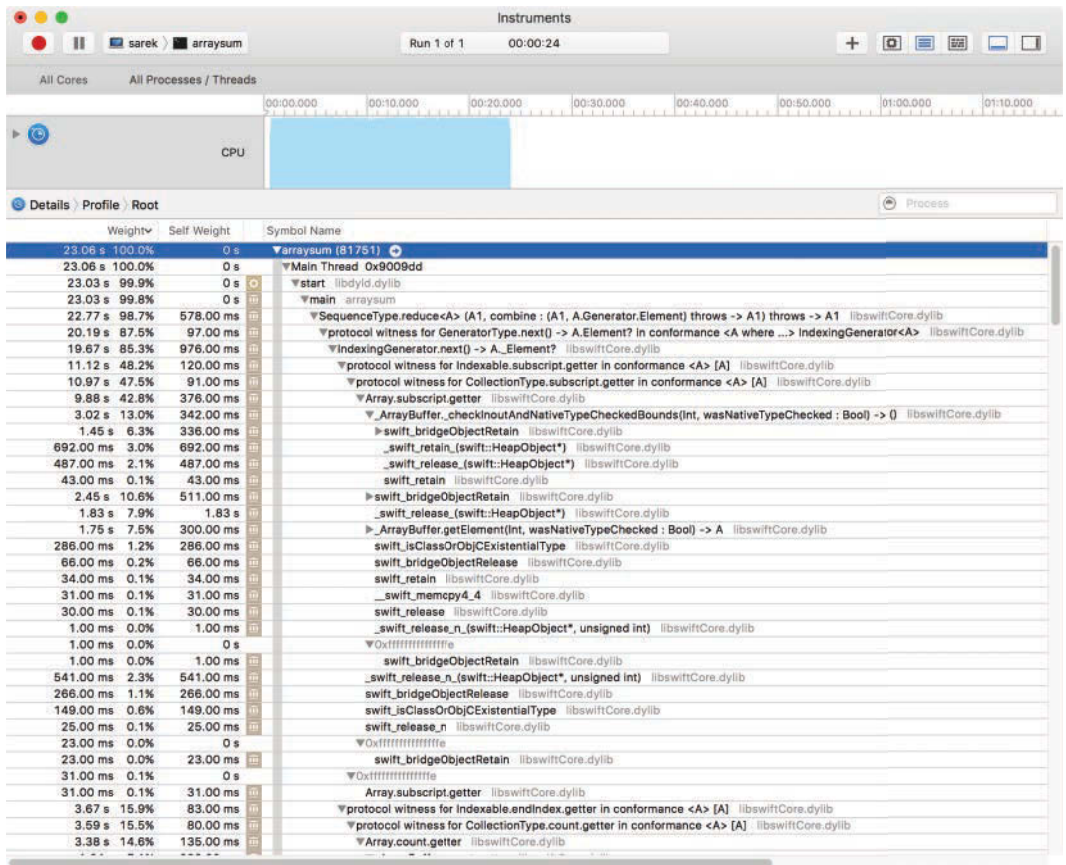 Instruments
sarek arraysum Run 1 of 1 00:00:24
All Cores All Processes / Threads
00:00.000 00:10.000 00:20.000 00:30.000 00:40.000 00:50.000 01:00.000 01:10.000
CPU
Details Profile Root Process
Weight Self Weight Symbol Name
23.06 s 100.0% 0 s arraysum (81751)
23.06 s 100.0% 0 s Main Thread 0x9009dd
23.03 s 99.9% 0 s start libdyld.dylib
23.03 s 99.8% 0 s main arraysum
22.77 s 98.7% 578.00 ms SequenceType.reduce<A> (A1, combine : (A1, A.Generator.Element) throws -> A1) throws -> A1 libswiftCore.dylib
20.19 s 87.5% 97.00 ms protocol witness for GeneratorType.next() -> A.Element? in conformance <A where ...> IndexingGenerator<A> libswiftCore.dylib
19.67 s 85.3% 976.00 ms IndexingGenerator.next() -> A._Element? libswiftCore.dylib
11.12 s 48.2% 120.00 ms protocol witness for Indexable.subscript.getter in conformance <A> [A] libswiftCore.dylib
10.97 s 47.5% 91.00 ms protocol witness for CollectionType.subscript.getter in conformance <A> [A] libswiftCore.dylib
9.88 s 42.8% 376.00 ms Array.subscript.getter libswiftCore.dylib
3.02 s 13.0% 342.00 ms _ArrayBuffer._checkInoutAndNativeTypeCheckedBounds(Int, wasNativeTypeChecked : Bool) -> () libswiftCore.dylib
1.45 s 6.3% 336.00 ms swift_bridgeObjectRetain libswiftCore.dylib
692.00 ms 3.0% 692.00 ms _swift_retain_(swift::HeapObject*) libswiftCore.dylib
487.00 ms 2.1% 487.00 ms _swift_release_(swift::HeapObject*) libswiftCore.dylib
43.00 ms 0.1% 43.00 ms swift_retain libswiftCore.dylib
2.45 s 10.6% 511.00 ms swift_bridgeObjectRetain libswiftCore.dylib
1.83 s 7.9% 1.83 s _swift_release_(swift::HeapObject*) libswiftCore.dylib
1.75 s 7.5% 300.00 ms _ArrayBuffer.getElement(Int, wasNativeTypeChecked : Bool) -> A libswiftCore.dylib
286.00 ms 1.2% 286.00 ms swift_isClassOrObjCExistentialType libswiftCore.dylib
66.00 ms 0.2% 66.00 ms swift_bridgeObjectRelease libswiftCore.dylib
34.00 ms 0.1% 34.00 ms swift_retain libswiftCore.dylib
31.00 ms 0.1% 31.00 ms __swift_memcpy4_4 libswiftCore.dylib
30.00 ms 0.1% 30.00 ms swift_release libswiftCore.dylib
1.00 ms 0.0% 1.00 ms _swift_release_n_(swift::HeapObject*, unsigned int) libswiftCore.dylib
1.00 ms 0.0% 0 s 0xfffffffffffffffe
1.00 ms 0.0% 1.00 ms swift_bridgeObjectRetain libswiftCore.dylib
541.00 ms 2.3% 541.00 ms _swift_release_n_(swift::HeapObject*, unsigned int) libswiftCore.dylib
266.00 ms 1.1% 266.00 ms swift_bridgeObjectRelease libswiftCore.dylib
149.00 ms 0.6% 149.00 ms swift_isClassOrObjCExistentialType libswiftCore.dylib
25.00 ms 0.1% 25.00 ms swift_release_n libswiftCore.dylib
23.00 ms 0.0% 0 s 0xfffffffffffffffe
23.00 ms 0.0% 23.00 ms swift_bridgeObjectRetain libswiftCore.dylib
31.00 ms 0.1% 0 s 0xfffffffffffffffe
31.00 ms 0.1% 31.00 ms Array.subscript.getter libswiftCore.dylib
3.67 s 15.9% 83.00 ms protocol witness for Indexable.endIndex.getter in conformance <A> [A] libswiftCore.dylib
3.59 s 15.5% 80.00 ms protocol witness for CollectionType.count.getter in conformance <A> [A] libswiftCore.dylib
3.38 s 14.6% 135.00 ms Array.count.getter libswiftCore.dylib